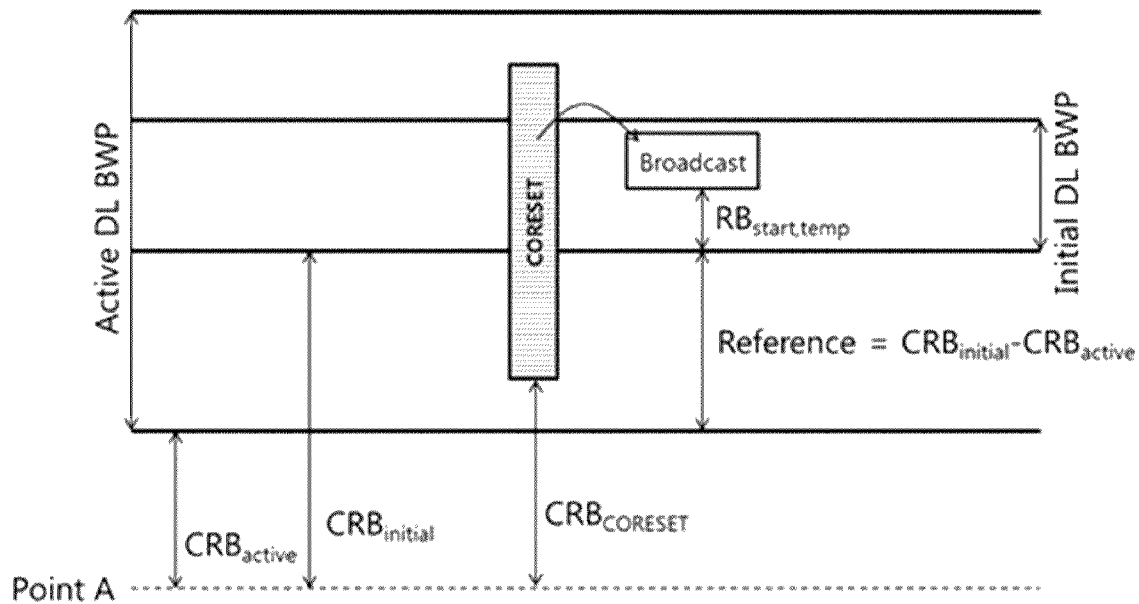 Active DL BWP
CORESET
Broadcast
RBstart,temp
Initial DL BWP
Reference = CRBinitial-CRBactive
CRBactive
CRBinitial
CRBCORESET
Point A